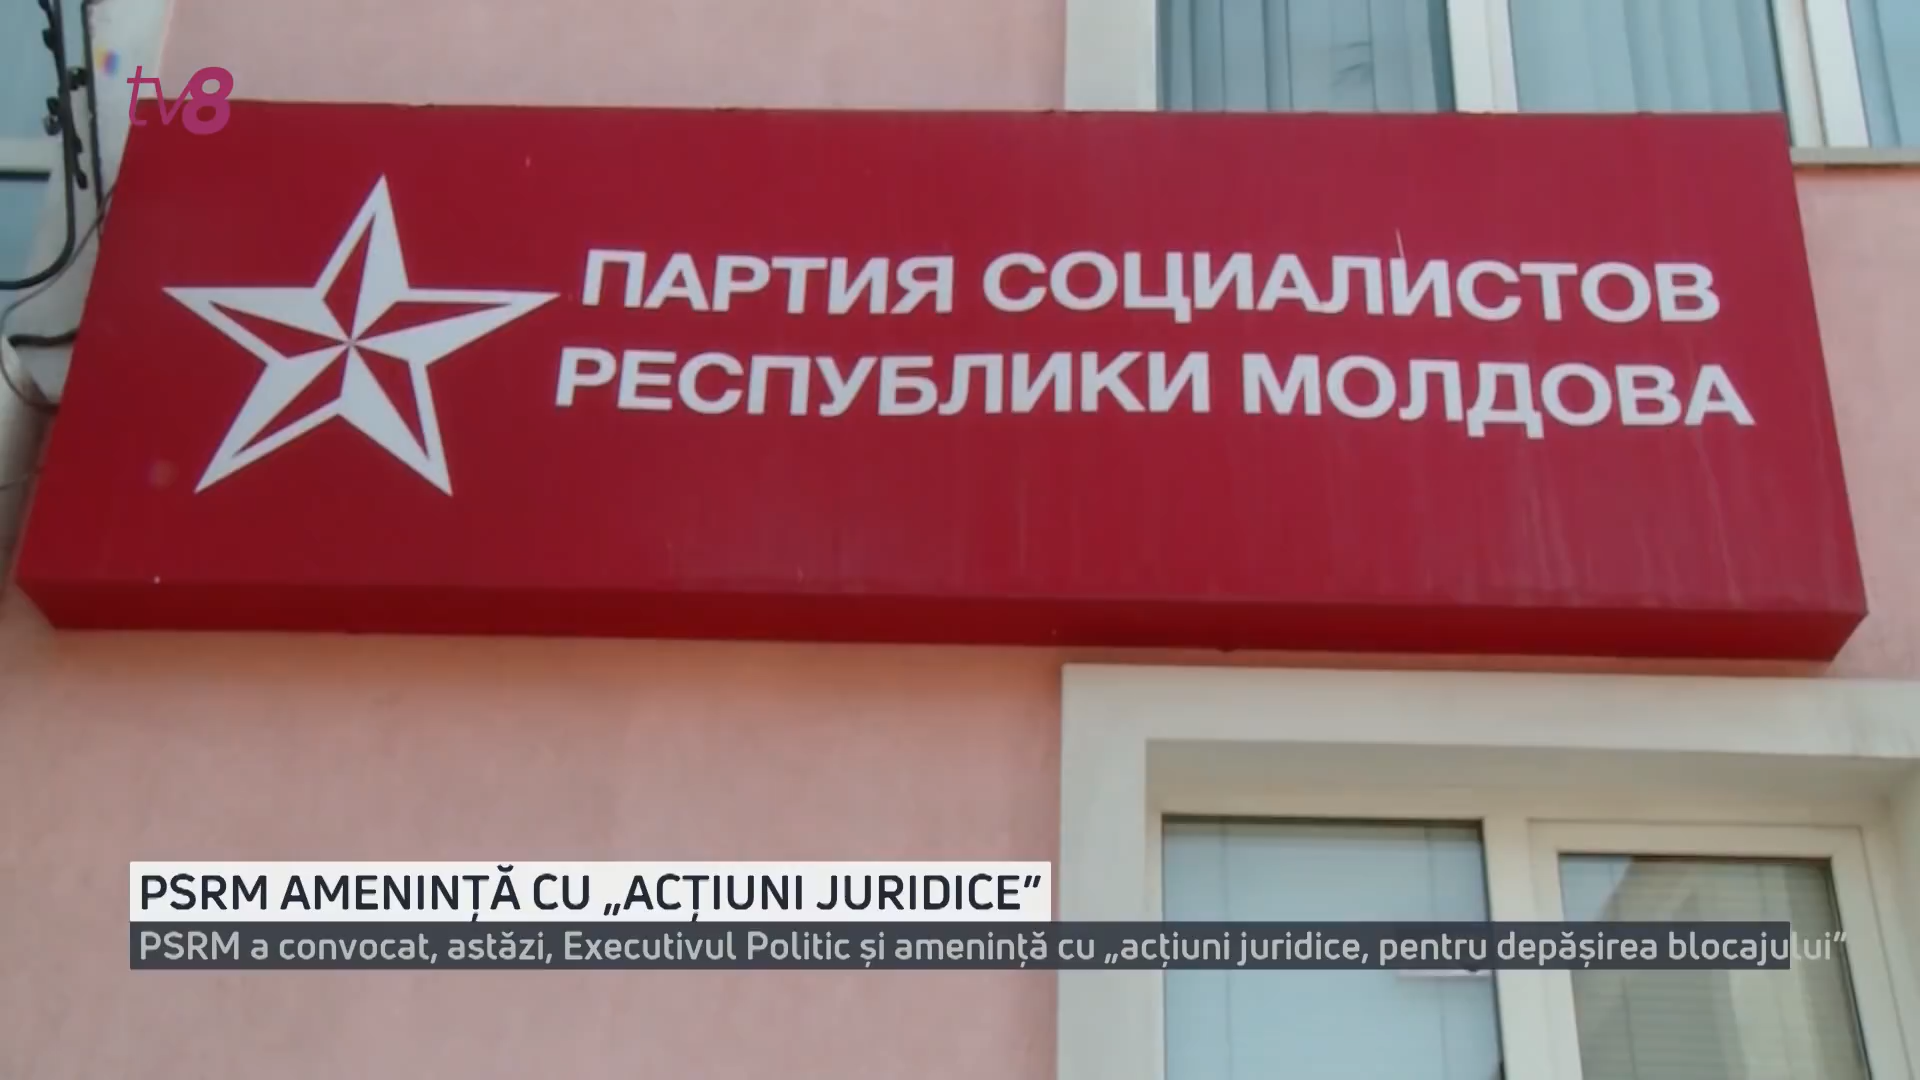 tv8
ПАРТИЯ СОЦИАЛИСТОВ
РЕСПУБЛИКИ МОЛДОВА
PSRM AMENINȚĂ CU „ACȚIUNI JURIDICE”
PSRM a convocat, astăzi, Executivul Politic și amenință cu „acțiuni juridice, pentru depășirea blocajului”